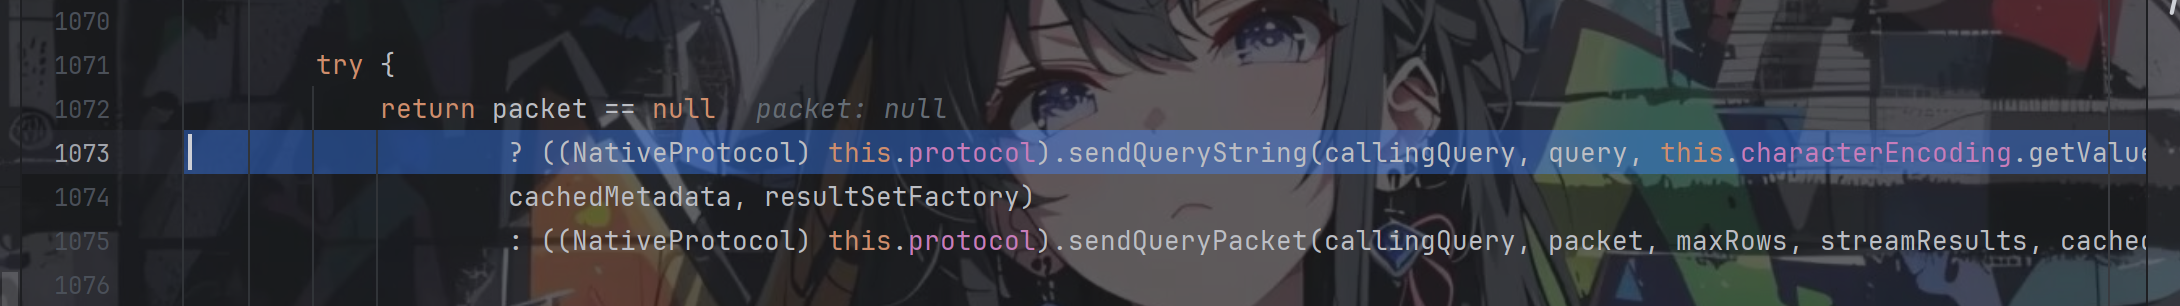 1070
1071 try {
1072 return packet == null packet: null
1073 ? ((NativeProtocol) this.protocol).sendQueryString(callingQuery, query, this.characterEncoding.getValue
1074 cachedMetadata, resultSetFactory)
1075 : ((NativeProtocol) this.protocol).sendQueryPacket(callingQuery, packet, maxRows, streamResults, cached
1076